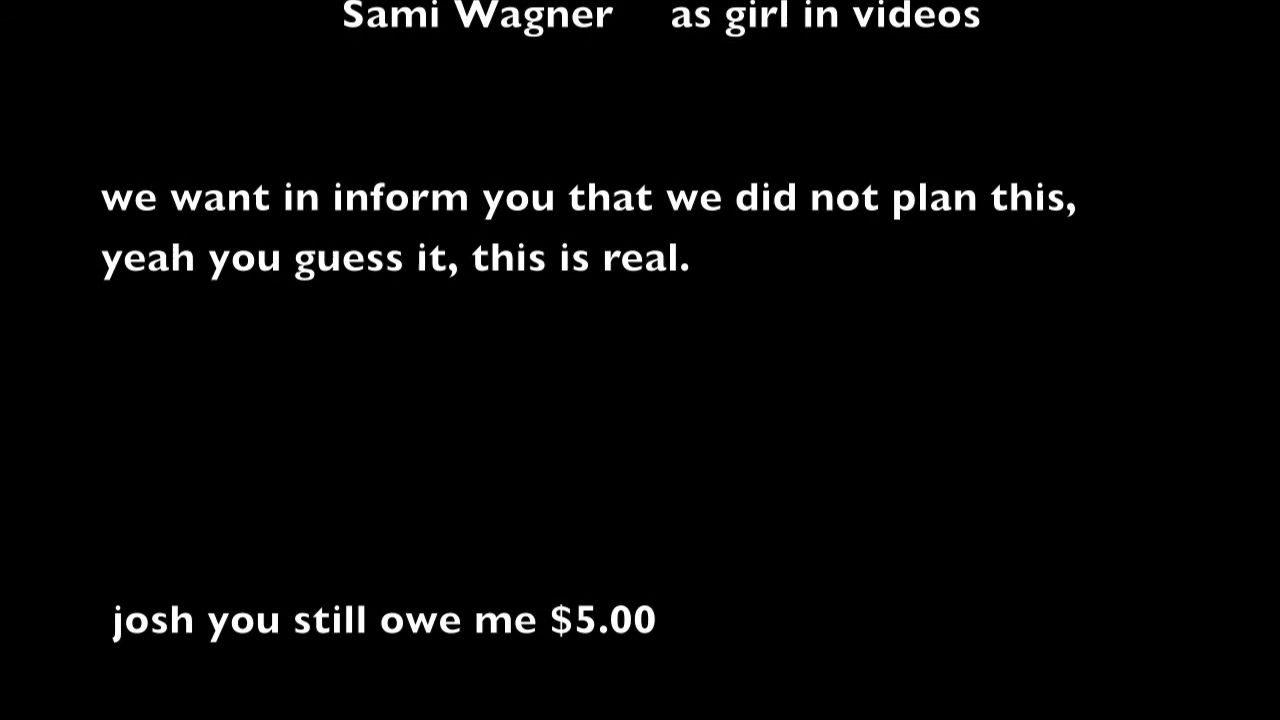 Sami Wagner as girl in videos
we want in inform you that we did not plan this,
yeah you guess it, this is real.
josh you still owe me $5.00